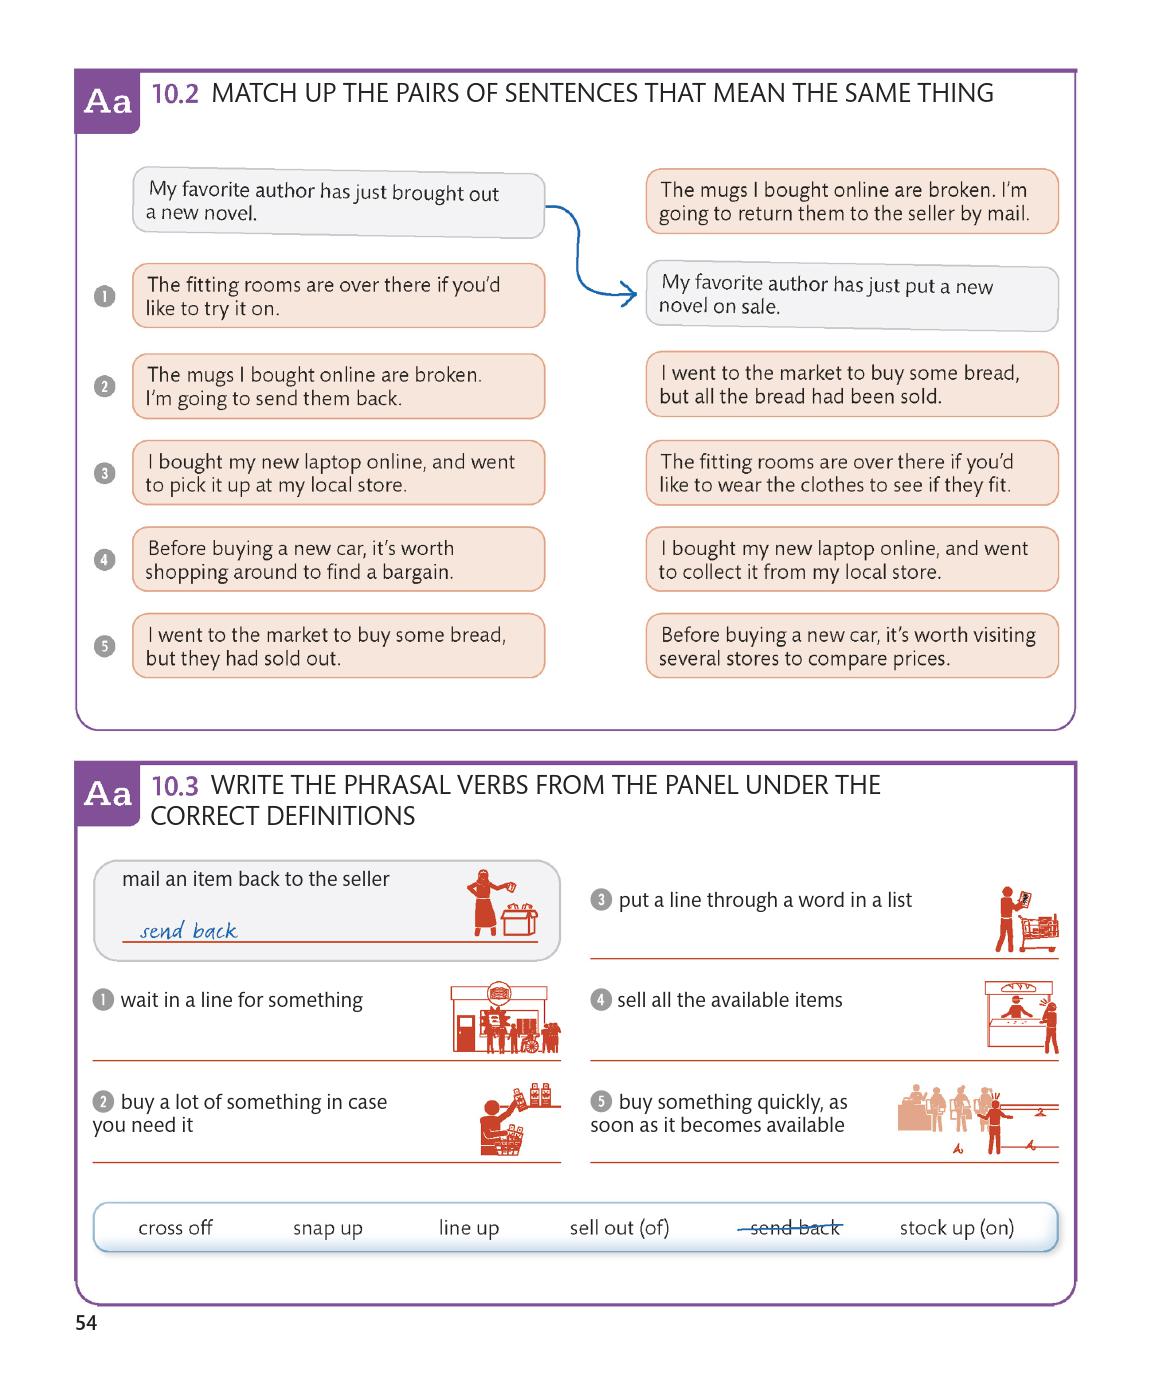 Aa 10.2 MATCH UP THE PAIRS OF SENTENCES THAT MEAN THE SAME THING
My favorite author has just brought out
a new novel.
The mugs I bought online are broken. I'm
going to return them to the seller by mail.
1 The fitting rooms are over there if you'd
like to try it on.
My favorite author has just put a new
novel on sale.
2 The mugs I bought online are broken.
I'm going to send them back.
I went to the market to buy some bread,
but all the bread had been sold.
3 I bought my new laptop online, and went
to pick it up at my local store.
The fitting rooms are over there if you'd
like to wear the clothes to see if they fit.
4 Before buying a new car, it's worth
shopping around to find a bargain.
I bought my new laptop online, and went
to collect it from my local store.
5 I went to the market to buy some bread,
but they had sold out.
Before buying a new car, it's worth visiting
several stores to compare prices.
Aa 10.3 WRITE THE PHRASAL VERBS FROM THE PANEL UNDER THE
CORRECT DEFINITIONS
mail an item back to the seller
send back
1 wait in a line for something
2 buy a lot of something in case
you need it
3 put a line through a word in a list
4 sell all the available items
5 buy something quickly, as
soon as it becomes available
cross off snap up line up sell out (of) send back stock up (on)
54